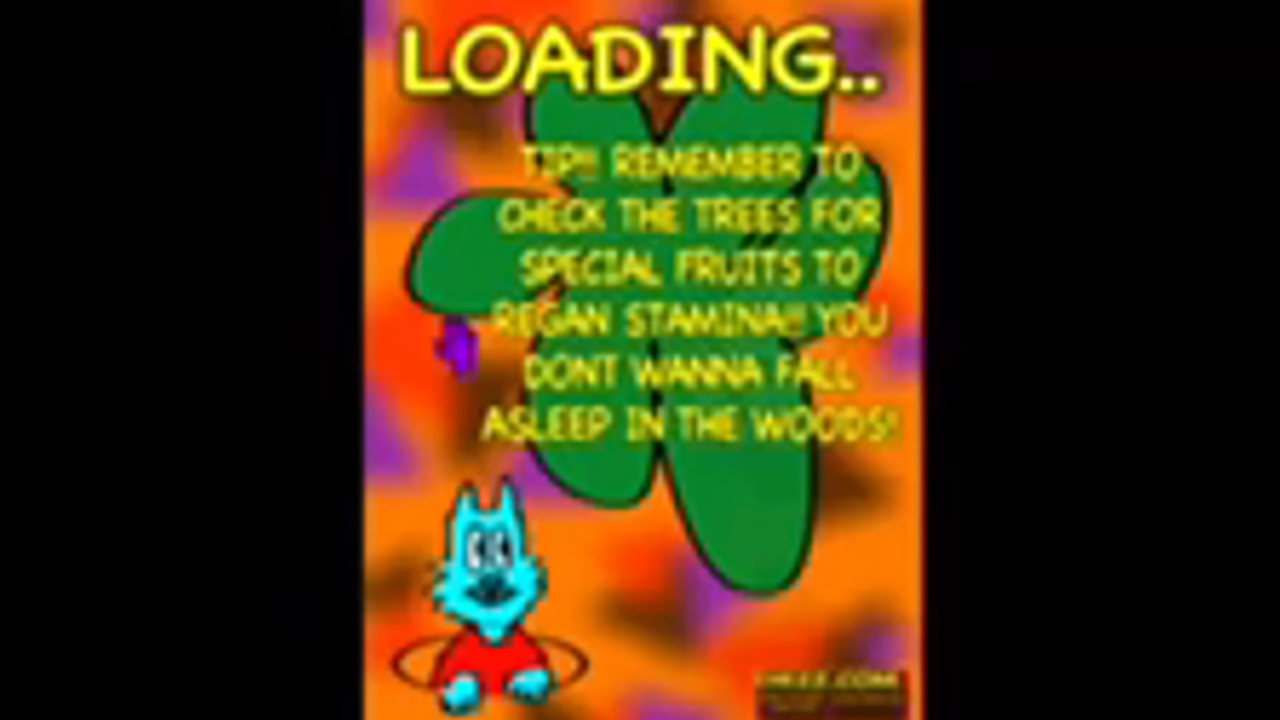 LOADING..
TIP!! REMEMBER TO
CHECK THE TREES FOR
SPECIAL FRUITS TO
REGAN STAMINA!! YOU
DONT WANNA FALL
ASLEEP IN THE WOODS!